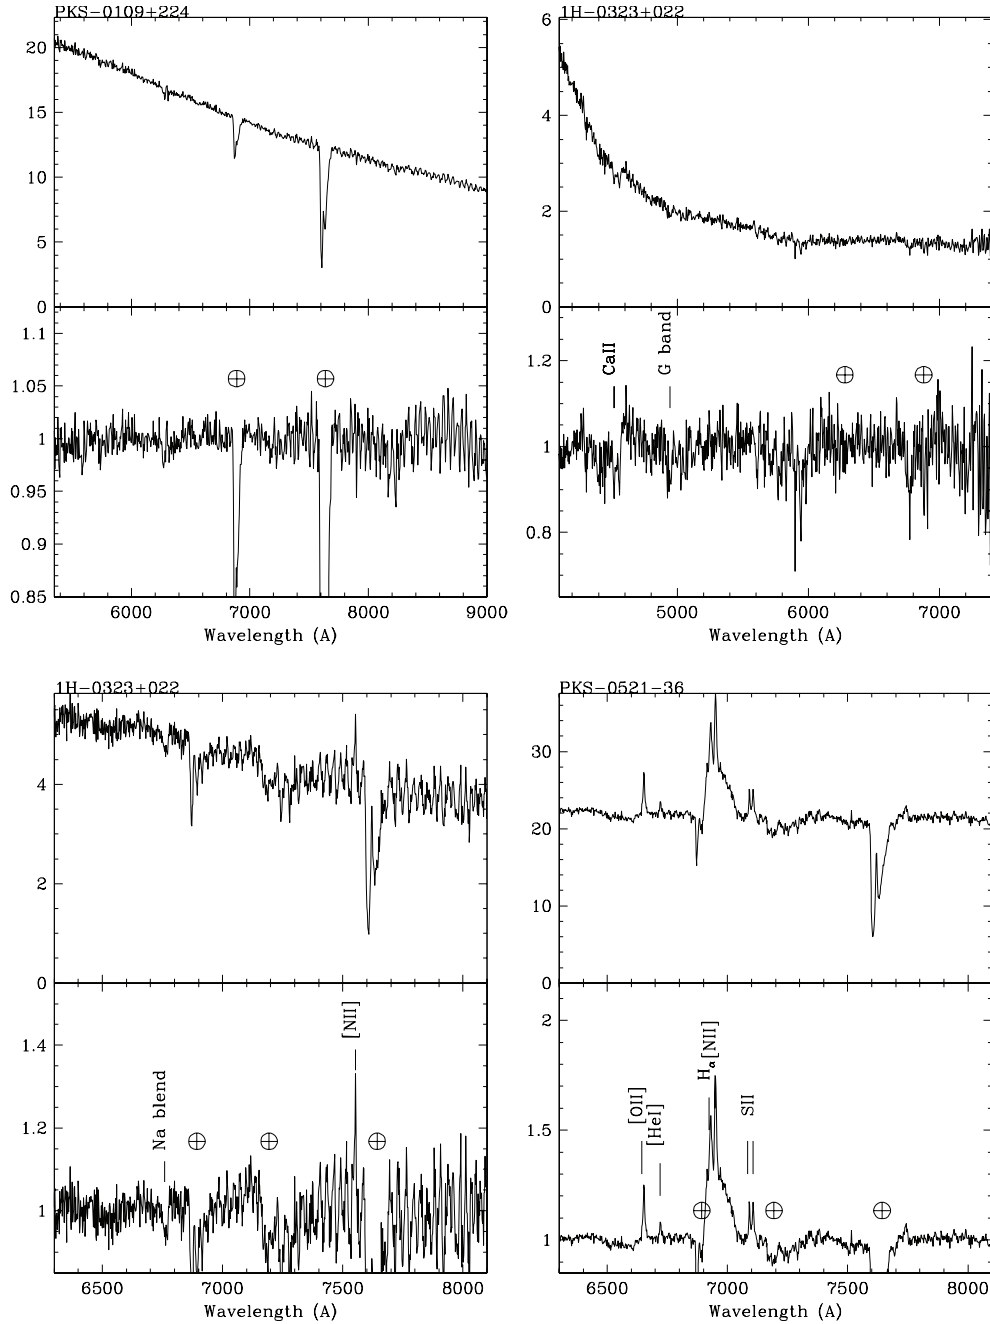 PKS-0109+224
20
15
10
5
0
1.1
1.05
1
0.95
0.9
0.85
6000 7000 8000 9000
Wavelength (A)
1H-0323+022
6
4
2
0
CaII
G band
1.2
1
0.8
5000 6000 7000
Wavelength (A)
1H-0323+022
4
2
0
Na blend
[NII]
1.4
1.2
1
6500 7000 7500 8000
Wavelength (A)
PKS-0521-36
30
20
10
0
[OII]
[HeI]
Hα[NII]
SII
2
1.5
1
6500 7000 7500 8000
Wavelength (A)